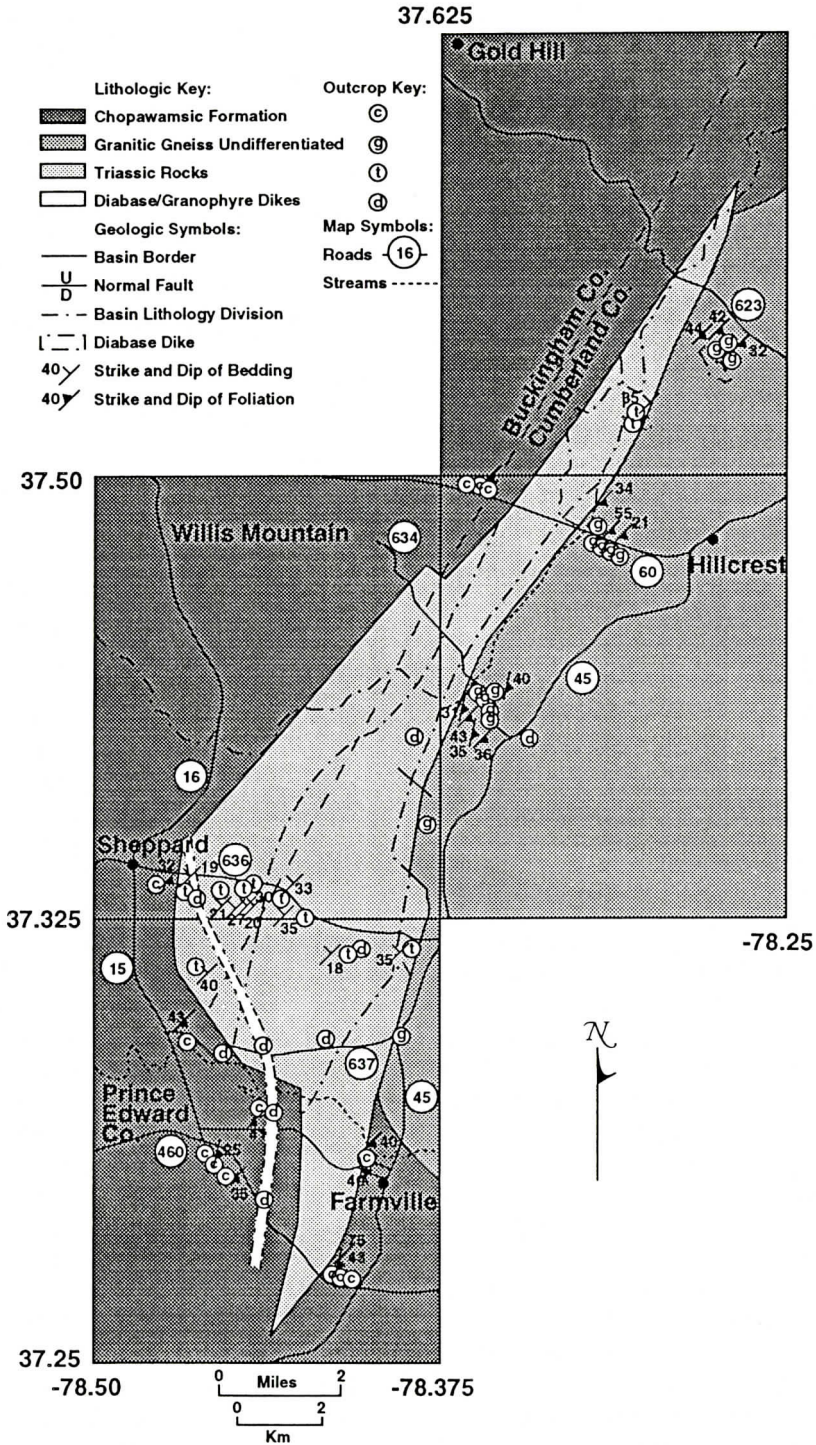 37.625
Gold Hill
Lithologic Key:
Chopawamsic Formation
Granitic Gneiss Undifferentiated
Triassic Rocks
Diabase/Granophyre Dikes
Outcrop Key:
c
g
t
d
Geologic Symbols:
Basin Border
U
D
Normal Fault
Basin Lithology Division
Diabase Dike
40 Strike and Dip of Bedding
40 Strike and Dip of Foliation
Map Symbols:
Roads 16
Streams
Buckingham Co.
Cumberland Co.
623
44
42
32
g
g
g
t
t
37.50
c
c
34
55
21
g
g
g
Hillcrest
60
Willis Mountain
634
45
40
g
g
g
g
43
35
36
d
d
g
16
Sheppard
636
32
19
c
t
d
t
t
t
33
t
21
27
20
35
t
37.325
-78.25
15
t
40
18
t
d
35
t
43
c
d
d
d
g
637
45
N
Prince
Edward
Co.
c
d
460
c
c
35
d
40
c
Farmville
75
43
c
c
37.25
-78.50
-78.375
0 2
Miles
0 2
Km